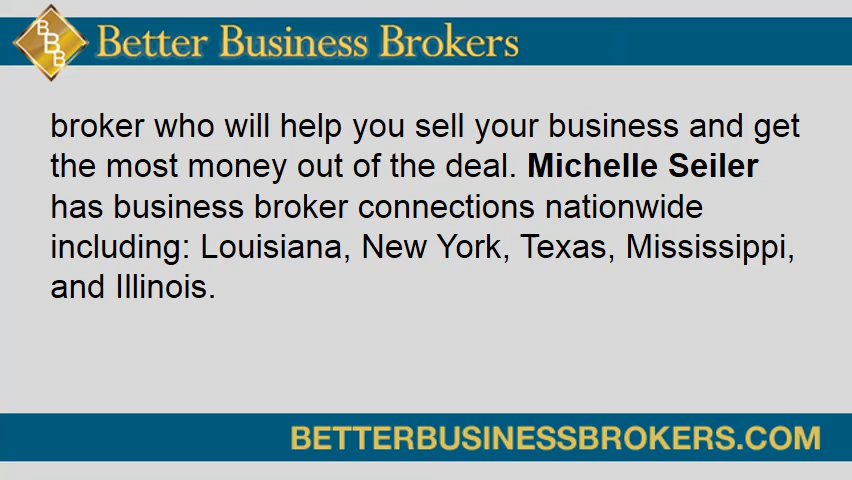 BBB
Better Business Brokers
broker who will help you sell your business and get
the most money out of the deal. Michelle Seiler
has business broker connections nationwide
including: Louisiana, New York, Texas, Mississippi,
and Illinois.
BETTERBUSINESSBROKERS.COM